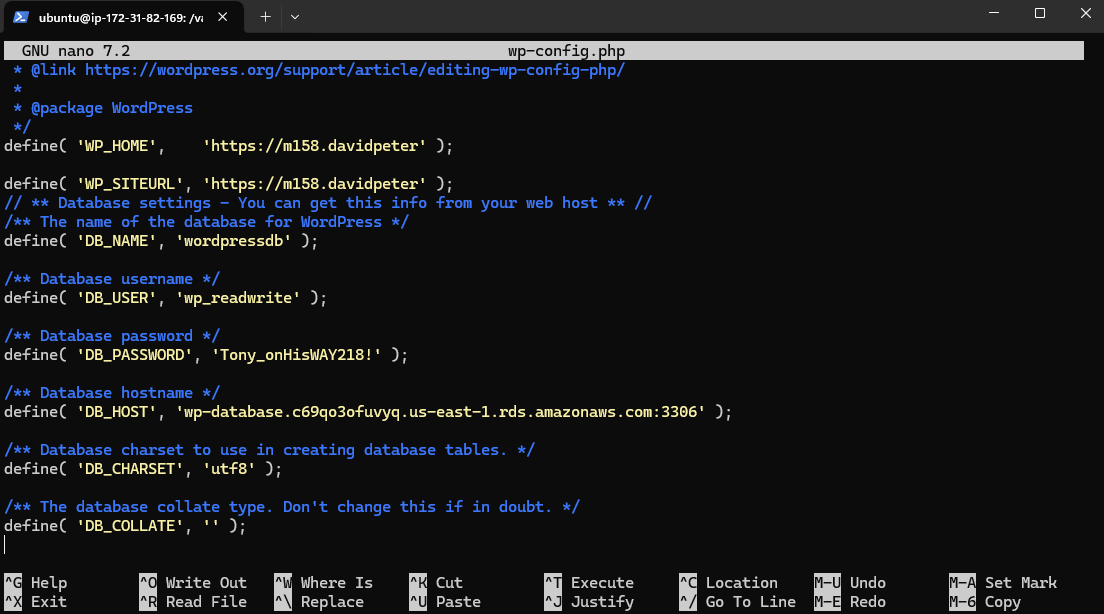 ubuntu@ip-172-31-82-169: /va
GNU nano 7.2 wp-config.php
* @link https://wordpress.org/support/article/editing-wp-config-php/
*
* @package WordPress
*/
define( 'WP_HOME', 'https://m158.davidpeter' );
define( 'WP_SITEURL', 'https://m158.davidpeter' );
// ** Database settings - You can get this info from your web host ** //
/** The name of the database for WordPress */
define( 'DB_NAME', 'wordpressdb' );
/** Database username */
define( 'DB_USER', 'wp_readwrite' );
/** Database password */
define( 'DB_PASSWORD', 'Tony_onHisWAY218!' );
/** Database hostname */
define( 'DB_HOST', 'wp-database.c69qo3ofuvyq.us-east-1.rds.amazonaws.com:3306' );
/** Database charset to use in creating database tables. */
define( 'DB_CHARSET', 'utf8' );
/** The database collate type. Don't change this if in doubt. */
define( 'DB_COLLATE', '' );
^G Help ^O Write Out ^W Where Is ^K Cut ^T Execute ^C Location M-U Undo M-A Set Mark
^X Exit ^R Read File ^\ Replace ^U Paste ^J Justify ^/ Go To Line M-E Redo M-6 Copy